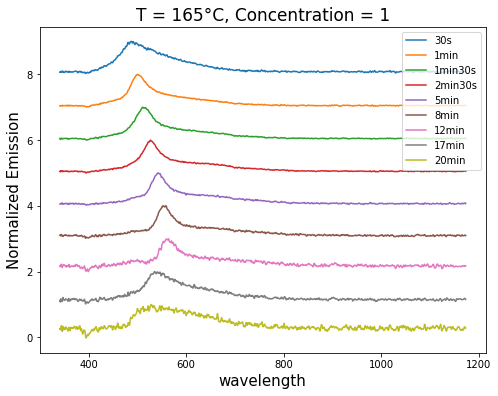 T = 165°C, Concentration = 1
Normalized Emission
8
6
4
2
0
400
600
800
1000
1200
wavelength
30s
1min
1min30s
2min30s
5min
8min
12min
17min
20min